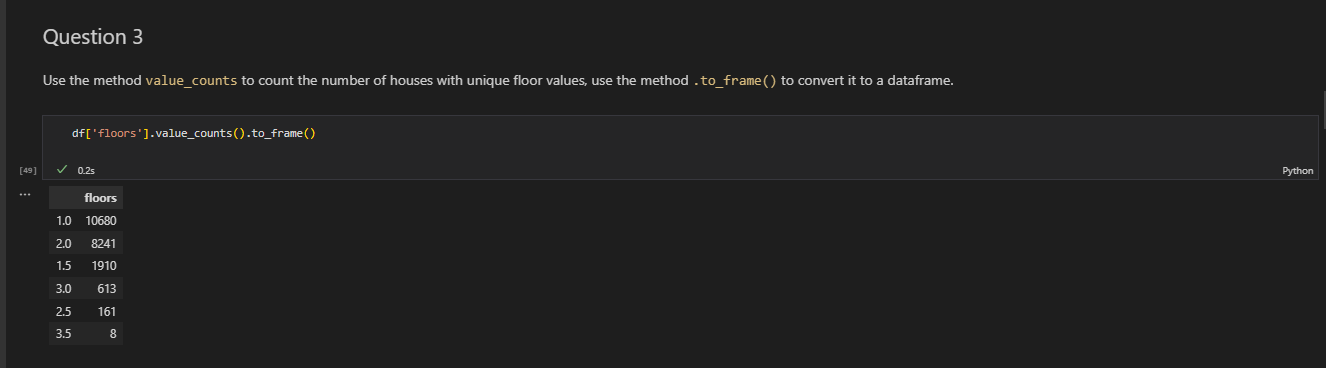 Question 3
Use the method value_counts to count the number of houses with unique floor values, use the method .to_frame() to convert it to a dataframe.
df['floors'].value_counts().to_frame()
[49] ✓ 0.2s Python
... floors
1.0 10680
2.0 8241
1.5 1910
3.0 613
2.5 161
3.5 8